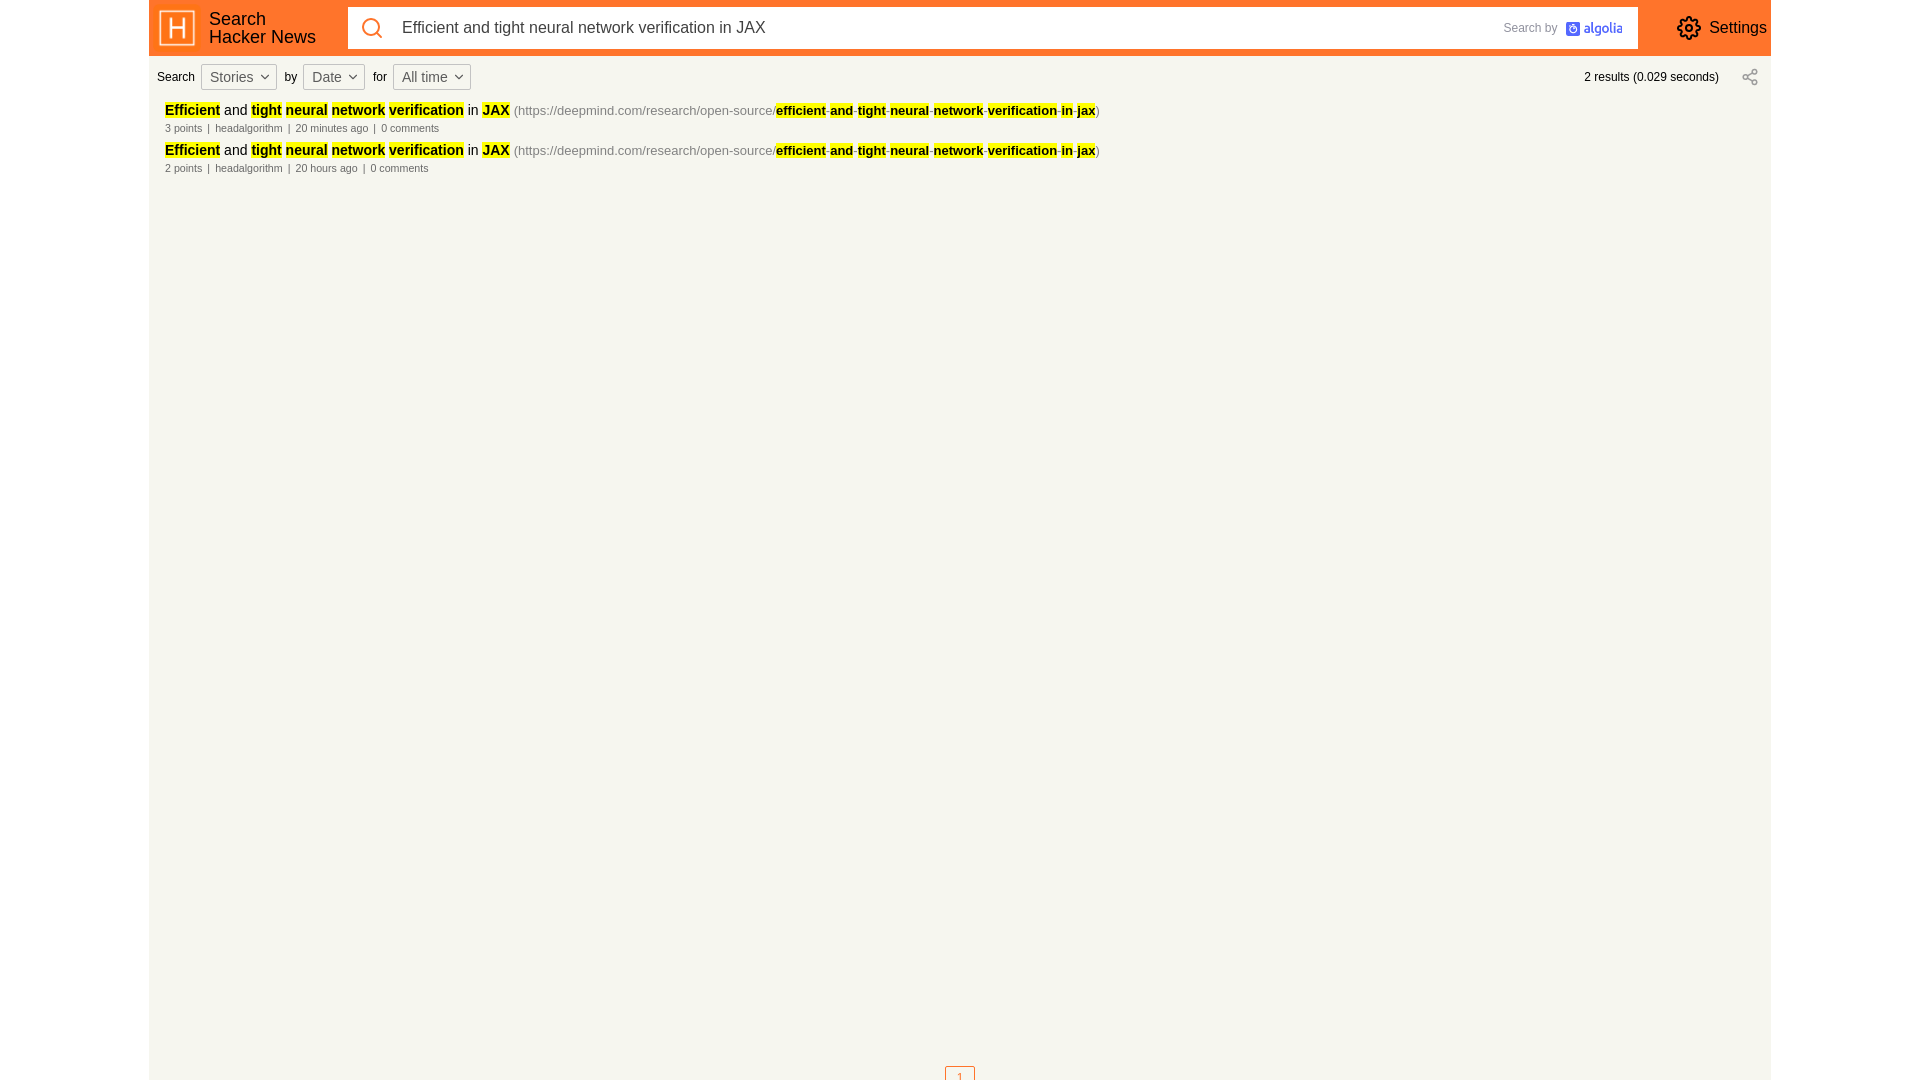 Search
Hacker News
Efficient and tight neural network verification in JAX
Search by algolia
Settings
Search Stories by Date for All time
2 results (0.029 seconds)
Efficient and tight neural network verification in JAX (https://deepmind.com/research/open-source/efficient-and-tight-neural-network-verification-in-jax)
3 points | headalgorithm | 20 minutes ago | 0 comments
Efficient and tight neural network verification in JAX (https://deepmind.com/research/open-source/efficient-and-tight-neural-network-verification-in-jax)
2 points | headalgorithm | 20 hours ago | 0 comments
1